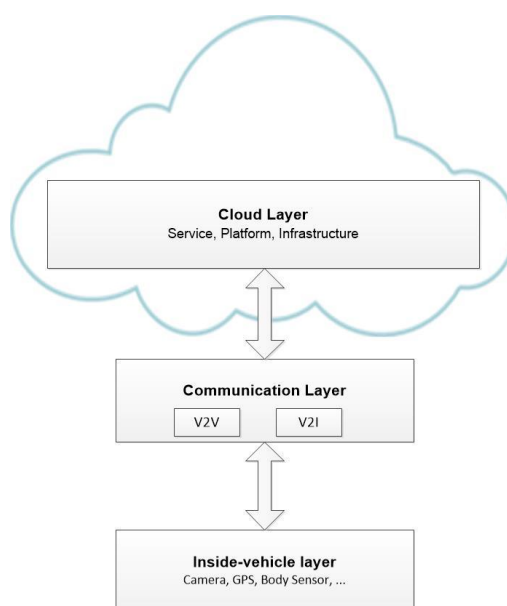 Cloud Layer
Service, Platform, Infrastructure
Communication Layer
V2V V2I
Inside-vehicle layer
Camera, GPS, Body Sensor, ...